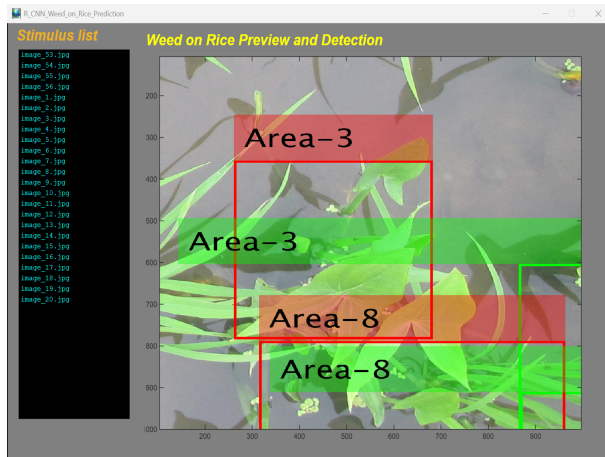 R_CNN_Weed_on_Rice_Prediction
Stimulus list
Weed on Rice Preview and Detection
image_53.jpg
image_54.jpg
image_55.jpg
image_56.jpg
image_1.jpg
image_2.jpg
image_3.jpg
image_4.jpg
image_5.jpg
image_6.jpg
image_7.jpg
image_8.jpg
image_9.jpg
image_10.jpg
image_11.jpg
image_12.jpg
image_13.jpg
image_14.jpg
image_15.jpg
image_16.jpg
image_17.jpg
image_18.jpg
image_19.jpg
image_20.jpg
200
300
400
500
600
700
800
900
1000
Area-3
Area-3
Area-8
Area-8
200 300 400 500 600 700 800 900